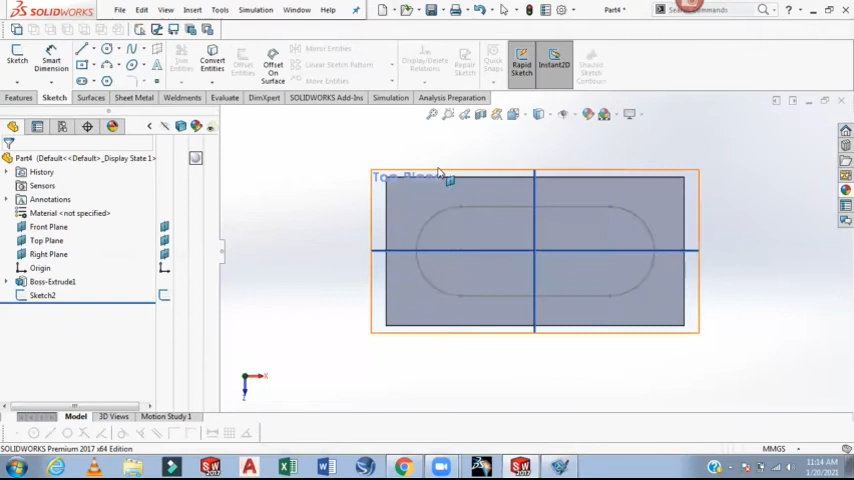 SOLIDWORKS
File Edit View Insert Tools Simulation Window Help
Part4 *
Search Commands
Sketch
Smart Dimension
Trim Entities
Convert Entities
Offset Entities
Offset On Surface
Mirror Entities
Linear Sketch Pattern
Move Entities
Display/Delete Relations
Repair Sketch
Quick Snaps
Rapid Sketch
Instant2D
Shaded Sketch Contours
Features Sketch Surfaces Sheet Metal Weldments Evaluate DimXpert SOLIDWORKS Add-Ins Simulation Analysis Preparation
Part4 (Default<<Default>_Display State 1>
History
Sensors
Annotations
Material <not specified>
Front Plane
Top Plane
Right Plane
Origin
Boss-Extrude1
Sketch2
Top Plane
X
Z
Model 3D Views Motion Study 1
SOLIDWORKS Premium 2017 x64 Edition
MMGS
11:14 AM
1/20/2021